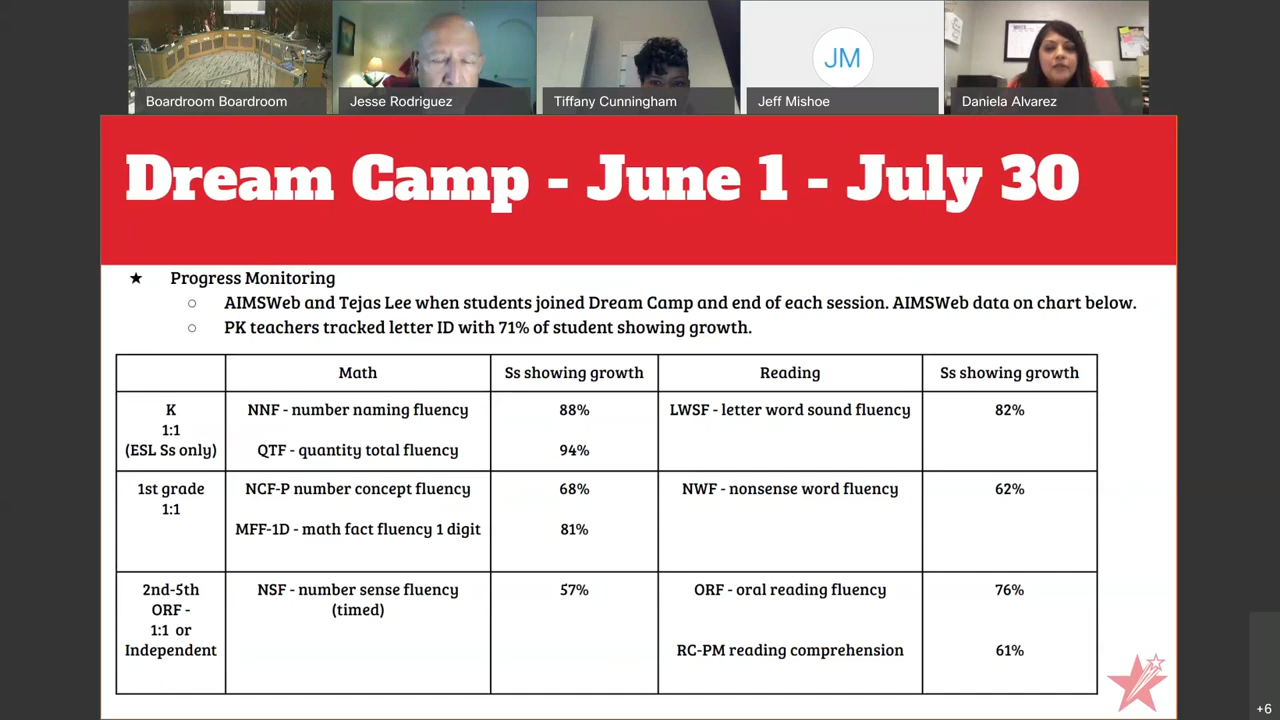 Boardroom Boardroom
Jesse Rodriguez
Tiffany Cunningham
JM
Jeff Mishoe
Daniela Alvarez
Dream Camp - June 1 - July 30
★ Progress Monitoring
○ AIMSWeb and Tejas Lee when students joined Dream Camp and end of each session. AIMSWeb data on chart below.
○ PK teachers tracked letter ID with 71% of student showing growth.
Math Ss showing growth Reading Ss showing growth
K NNF - number naming fluency 88% LWSF - letter word sound fluency 82%
1:1
(ESL Ss only) QTF - quantity total fluency 94%
1st grade NCF-P number concept fluency 68% NWF - nonsense word fluency 62%
1:1
MFF-1D - math fact fluency 1 digit 81%
2nd-5th NSF - number sense fluency 57% ORF - oral reading fluency 76%
ORF - (timed)
1:1 or
Independent RC-PM reading comprehension 61%
+6